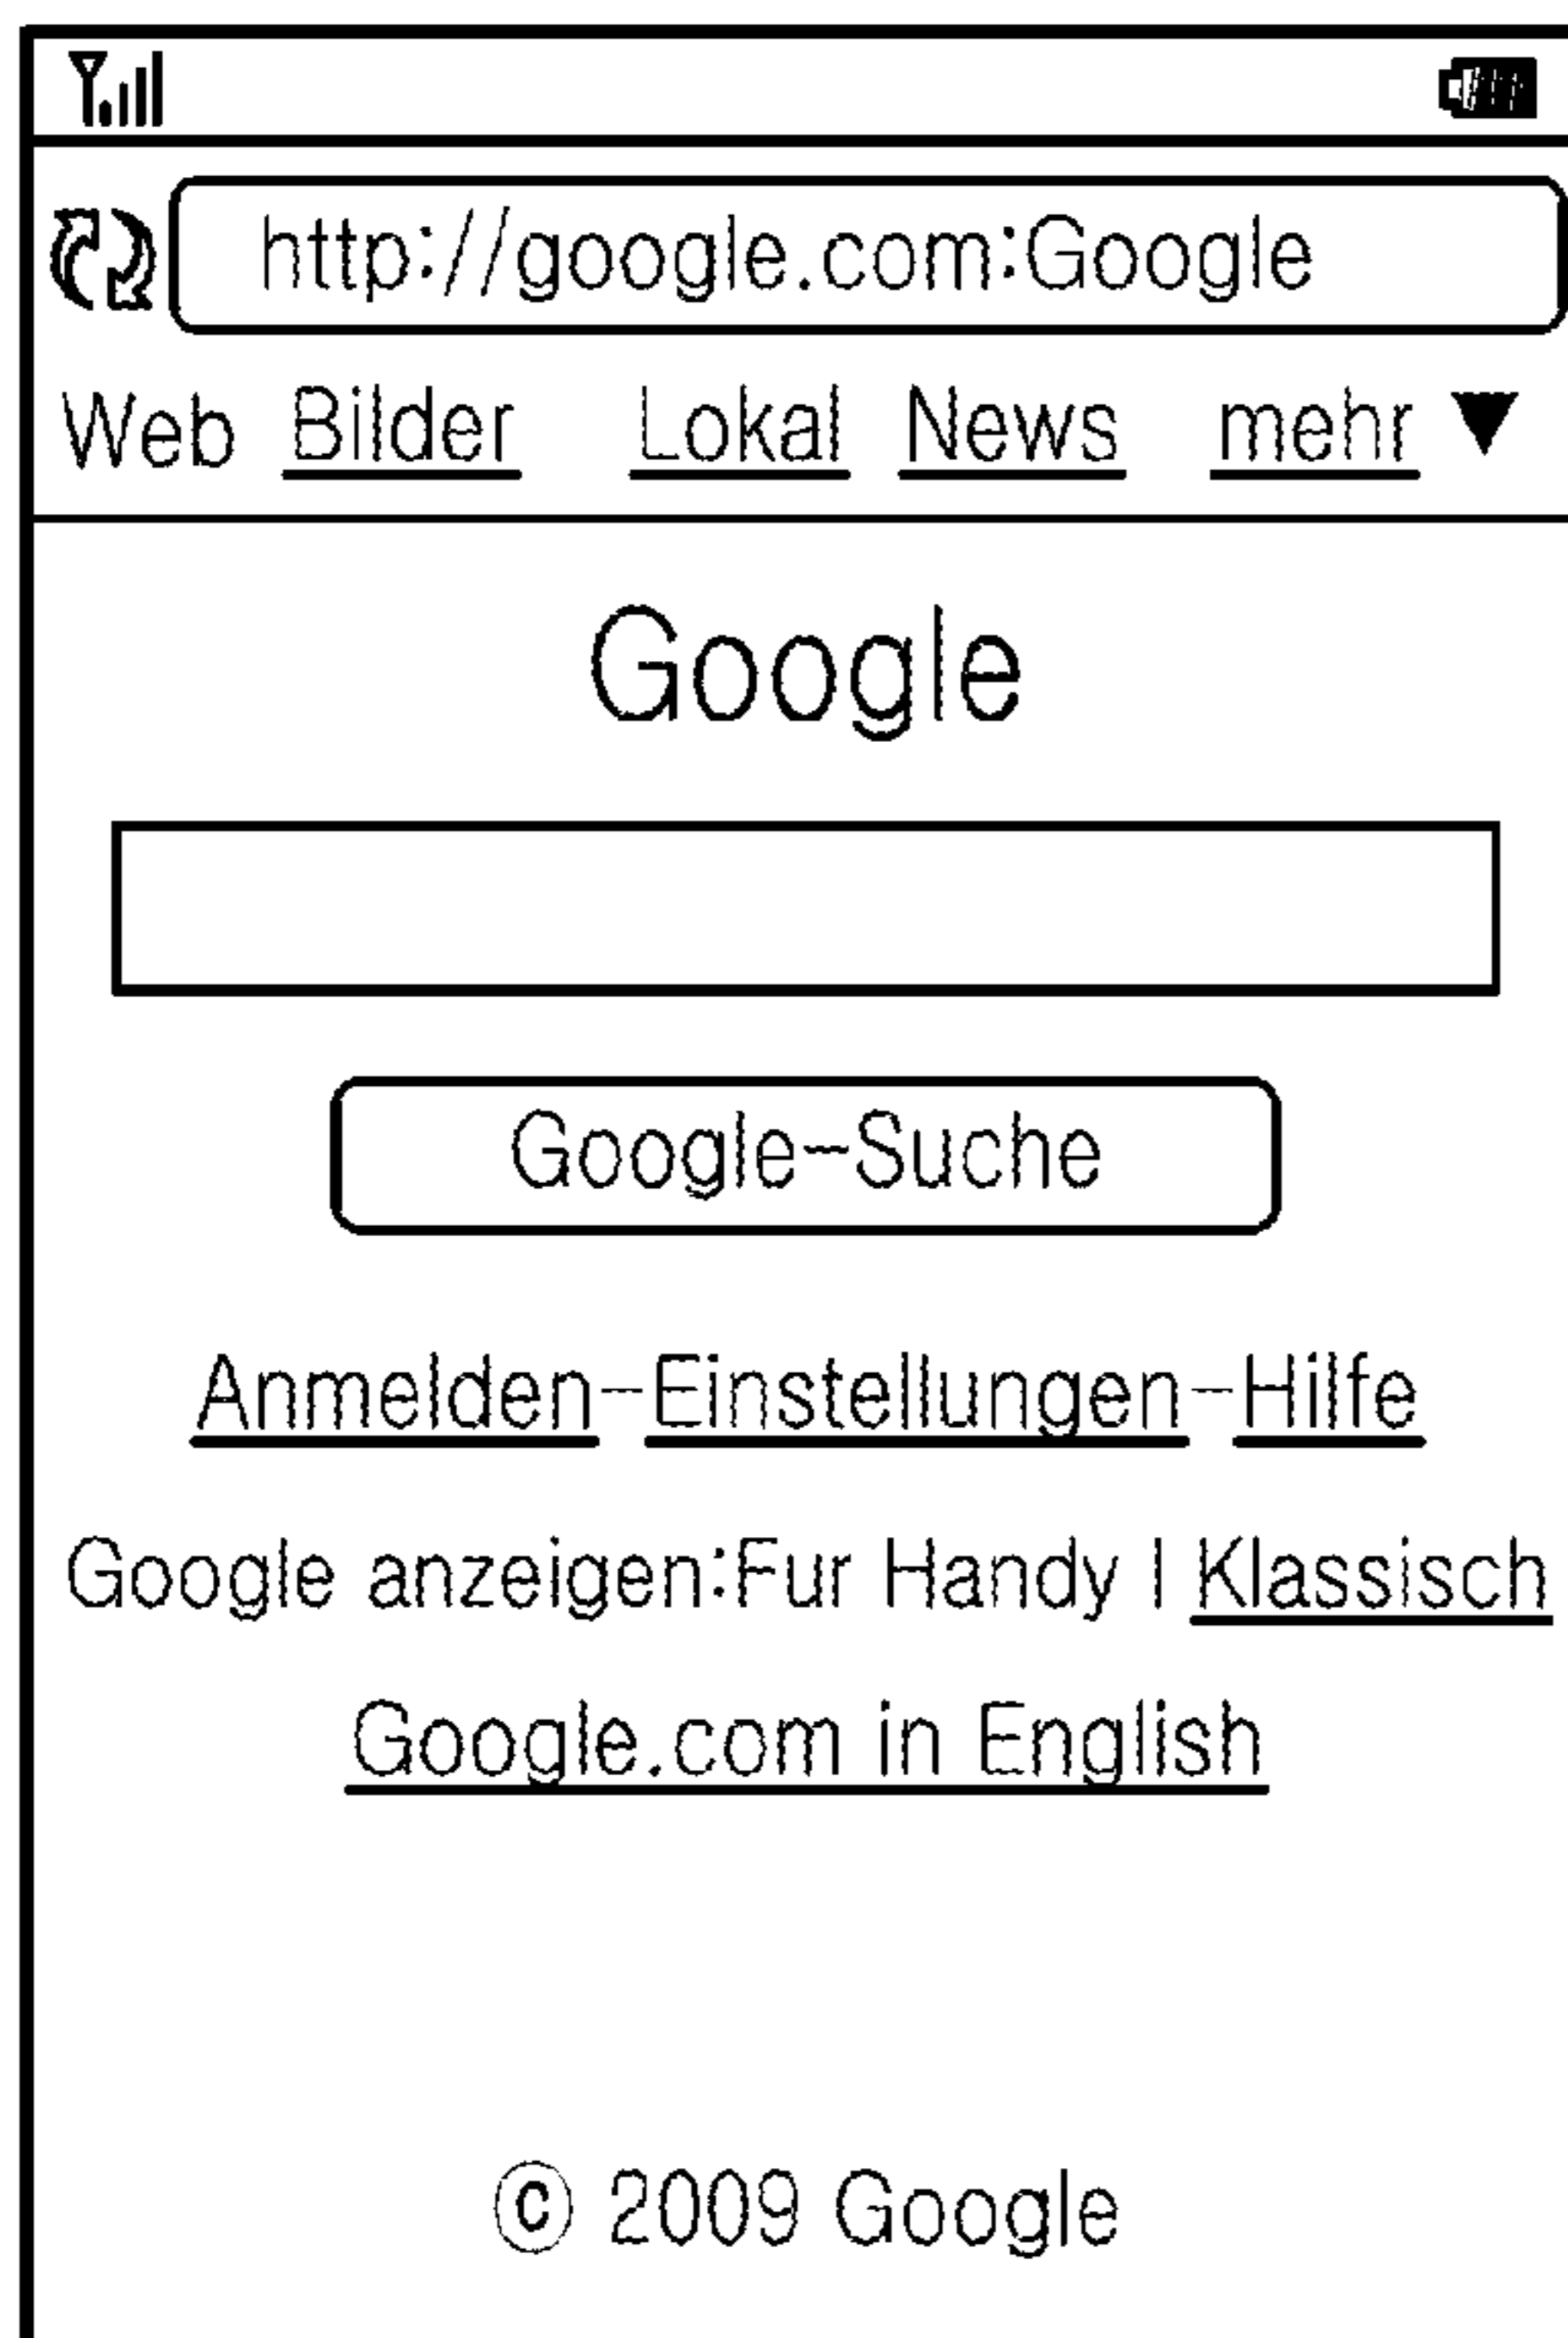 http://google.com:Google
Web Bilder Lokal News mehr ▼
Google
Google-Suche
Anmelden-Einstellungen-Hilfe
Google anzeigen:Fur Handy | Klassisch
Google.com in English
© 2009 Google